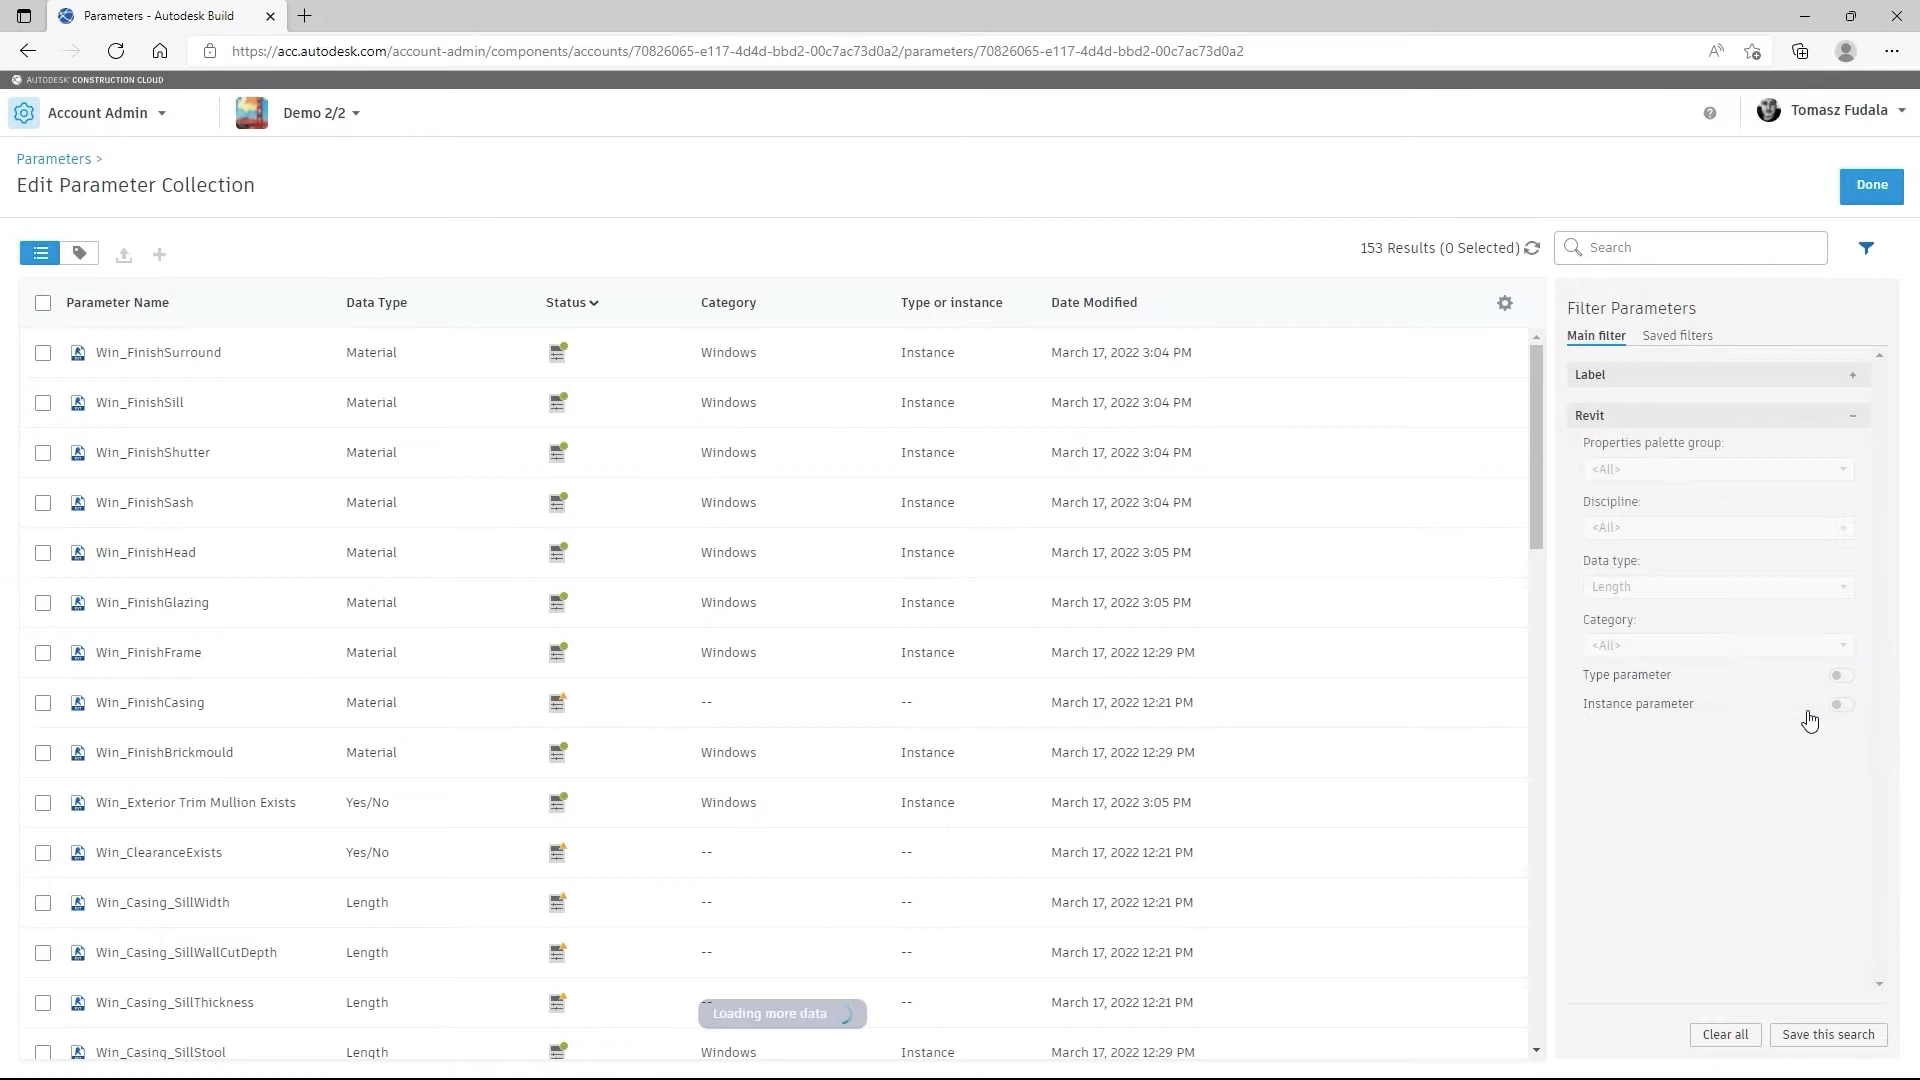 Parameters - Autodesk Build
https://acc.autodesk.com/account-admin/components/accounts/70826065-e117-4d4d-bbd2-00c7ac73d0a2/parameters/70826065-e117-4d4d-bbd2-00c7ac73d0a2
AUTODESK® CONSTRUCTION CLOUD
Account Admin
Demo 2/2
Tomasz Fudala
Parameters >
Edit Parameter Collection
Done
153 Results (0 Selected)
Search
Parameter Name Data Type Status Category Type or instance Date Modified
Win_FinishSurround Material Windows Instance March 17, 2022 3:04 PM
Win_FinishSill Material Windows Instance March 17, 2022 3:04 PM
Win_FinishShutter Material Windows Instance March 17, 2022 3:04 PM
Win_FinishSash Material Windows Instance March 17, 2022 3:04 PM
Win_FinishHead Material Windows Instance March 17, 2022 3:05 PM
Win_FinishGlazing Material Windows Instance March 17, 2022 3:05 PM
Win_FinishFrame Material Windows Instance March 17, 2022 12:29 PM
Win_FinishCasing Material -- -- March 17, 2022 12:21 PM
Win_FinishBrickmould Material Windows Instance March 17, 2022 12:29 PM
Win_Exterior Trim Mullion Exists Yes/No Windows Instance March 17, 2022 3:05 PM
Win_ClearanceExists Yes/No -- -- March 17, 2022 12:21 PM
Win_Casing_SillWidth Length -- -- March 17, 2022 12:21 PM
Win_Casing_SillWallCutDepth Length -- -- March 17, 2022 12:21 PM
Win_Casing_SillThickness Length -- -- March 17, 2022 12:21 PM
Loading more data
Win_Casing_SillStool Length Windows Instance March 17, 2022 12:29 PM
Filter Parameters
Main filter Saved filters
Label +
Revit −
Properties palette group:
<All>
Discipline:
<All>
Data type:
Length
Category:
<All>
Type parameter
Instance parameter
Clear all Save this search